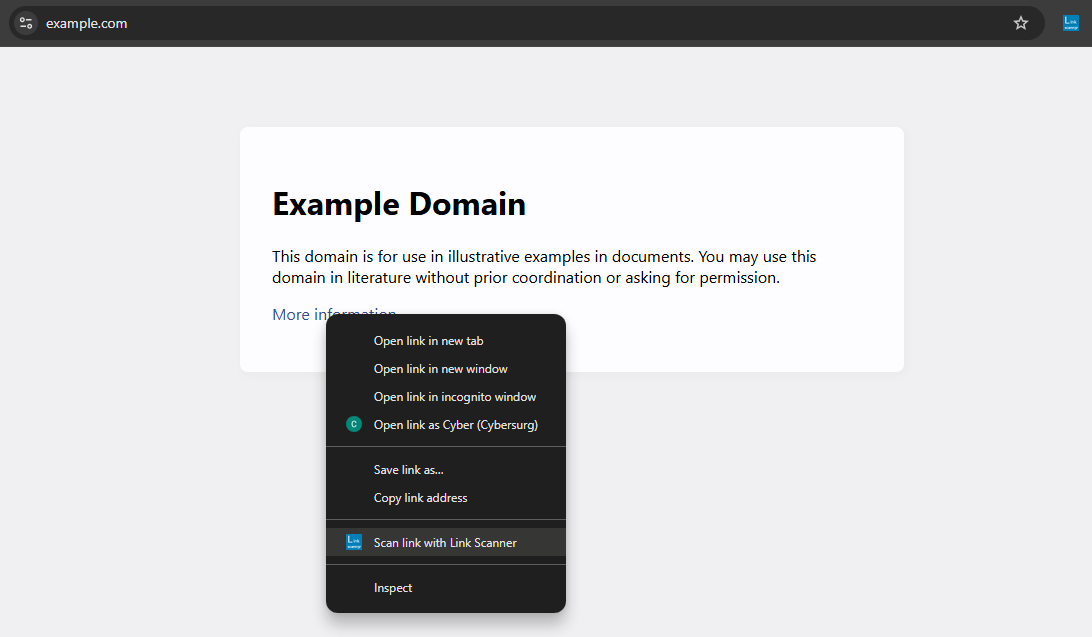 example.com
Example Domain
This domain is for use in illustrative examples in documents. You may use this
domain in literature without prior coordination or asking for permission.
More information
Open link in new tab
Open link in new window
Open link in incognito window
C
Open link as Cyber (Cybersurg)
Save link as...
Copy link address
Scan link with Link Scanner
Inspect